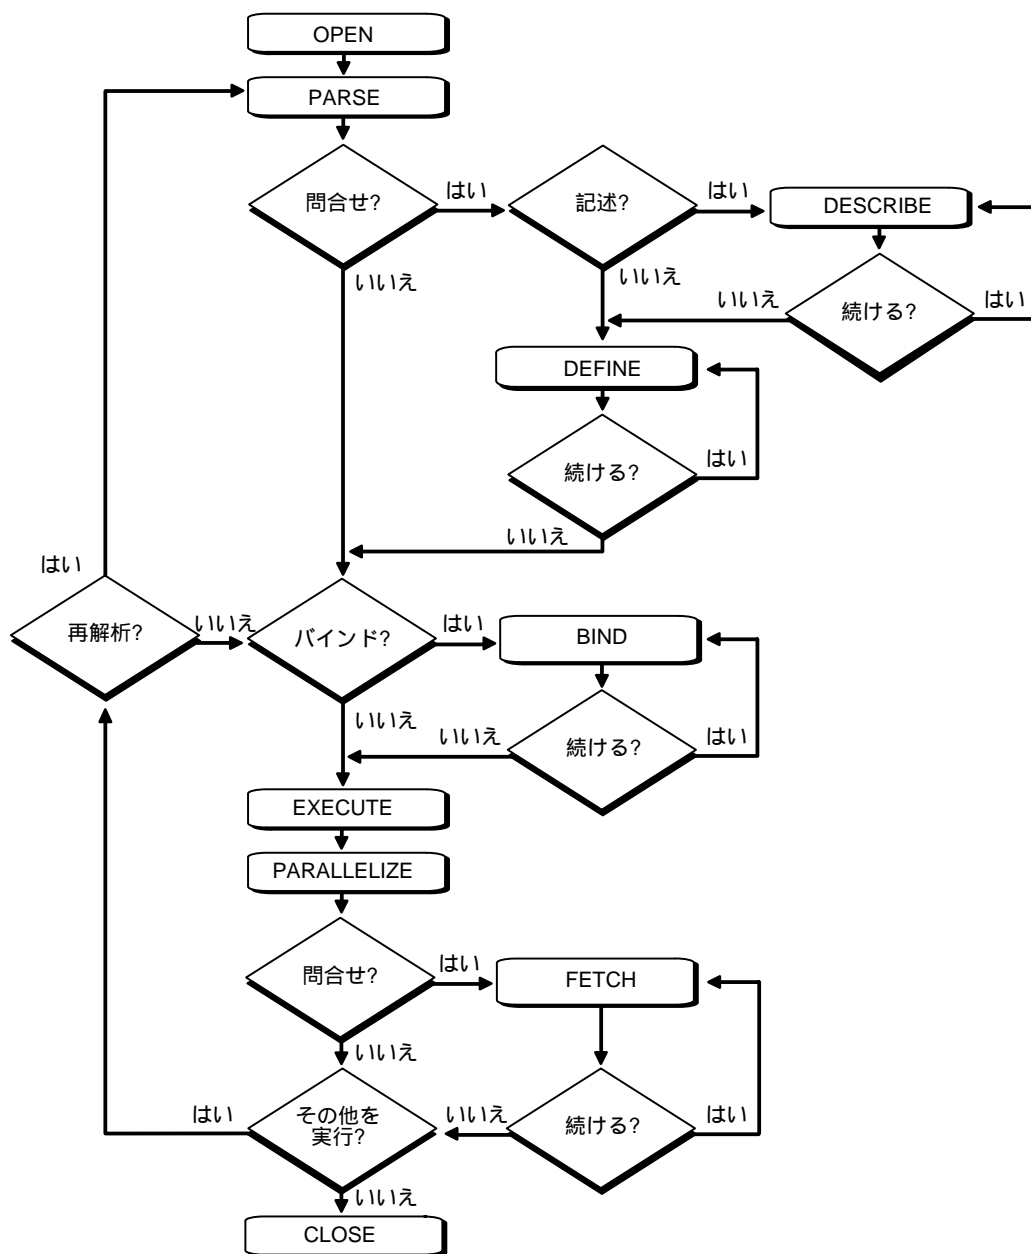 OPEN
PARSE
問合せ?
はい
記述?
はい
DESCRIBE
いいえ
いいえ
いいえ
続ける?
はい
DEFINE
続ける?
はい
いいえ
はい
再解析?
いいえ
バインド?
はい
BIND
いいえ
いいえ
続ける?
はい
EXECUTE
PARALLELIZE
問合せ?
はい
FETCH
いいえ
はい
その他を
実行?
いいえ
続ける?
はい
いいえ
CLOSE